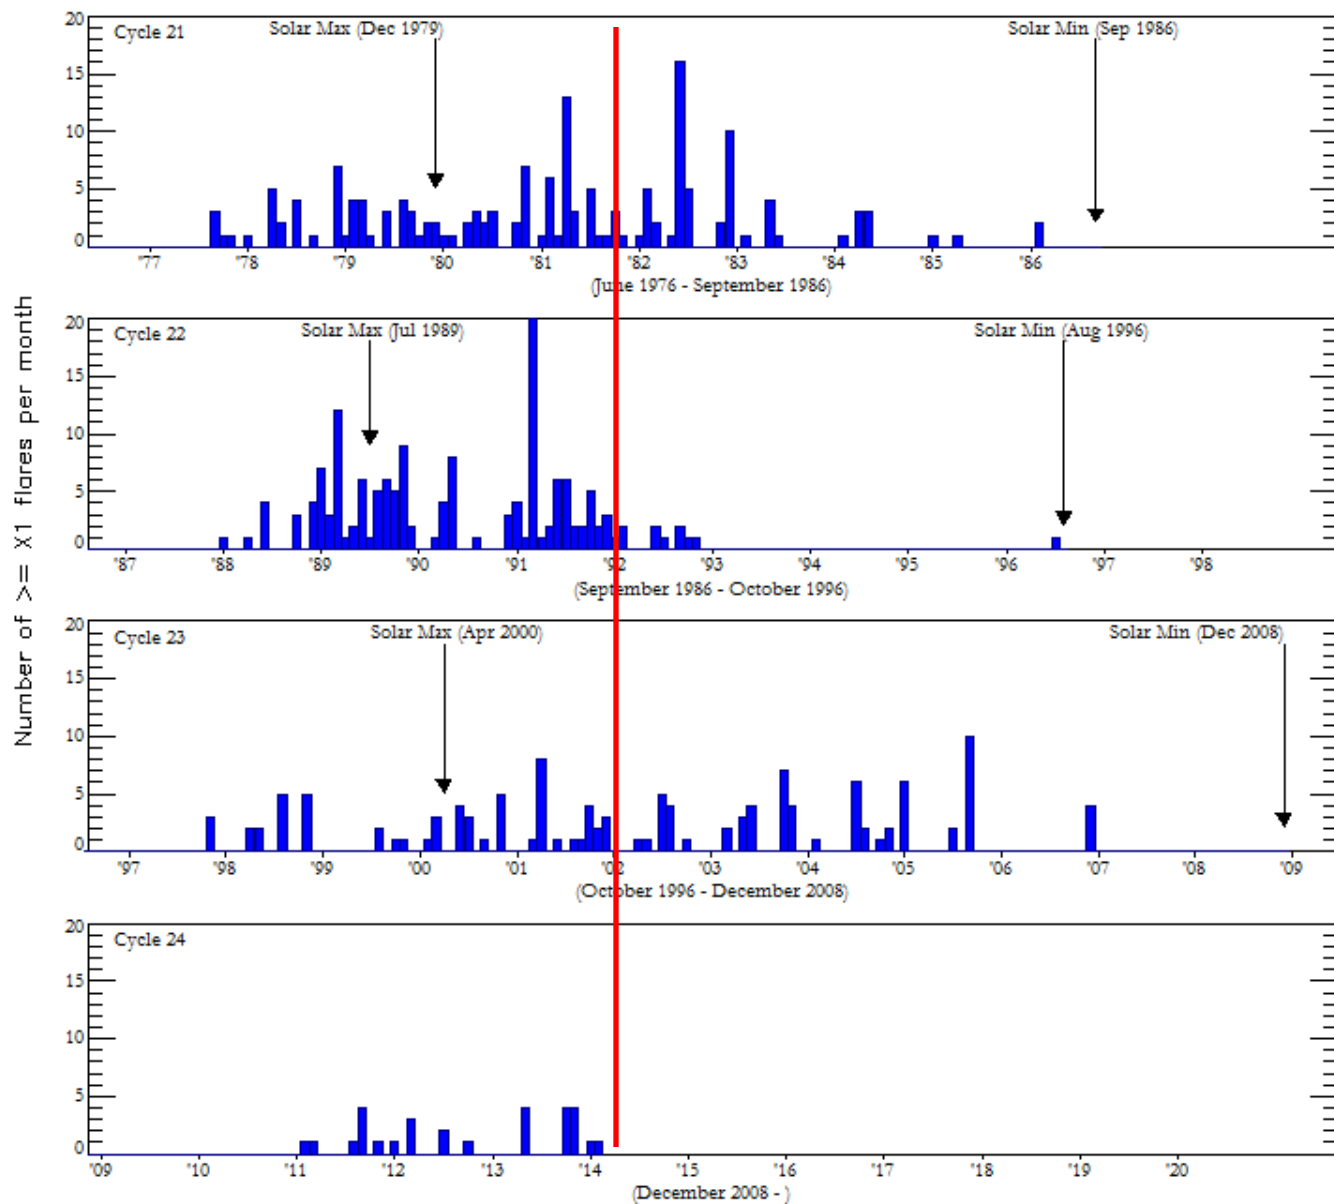 Number of >= X1 flares per month
Cycle 21
Solar Max (Dec 1979)
Solar Min (Sep 1986)
20
15
10
5
0
'77 '78 '79 '80 '81 '82 '83 '84 '85 '86
(June 1976 - September 1986)
Cycle 22
Solar Max (Jul 1989)
Solar Min (Aug 1996)
20
15
10
5
0
'87 '88 '89 '90 '91 '92 '93 '94 '95 '96 '97 '98
(September 1986 - October 1996)
Cycle 23
Solar Max (Apr 2000)
Solar Min (Dec 2008)
20
15
10
5
0
'97 '98 '99 '00 '01 '02 '03 '04 '05 '06 '07 '08 '09
(October 1996 - December 2008)
Cycle 24
20
15
10
5
0
'09 '10 '11 '12 '13 '14 '15 '16 '17 '18 '19 '20
(December 2008 - )